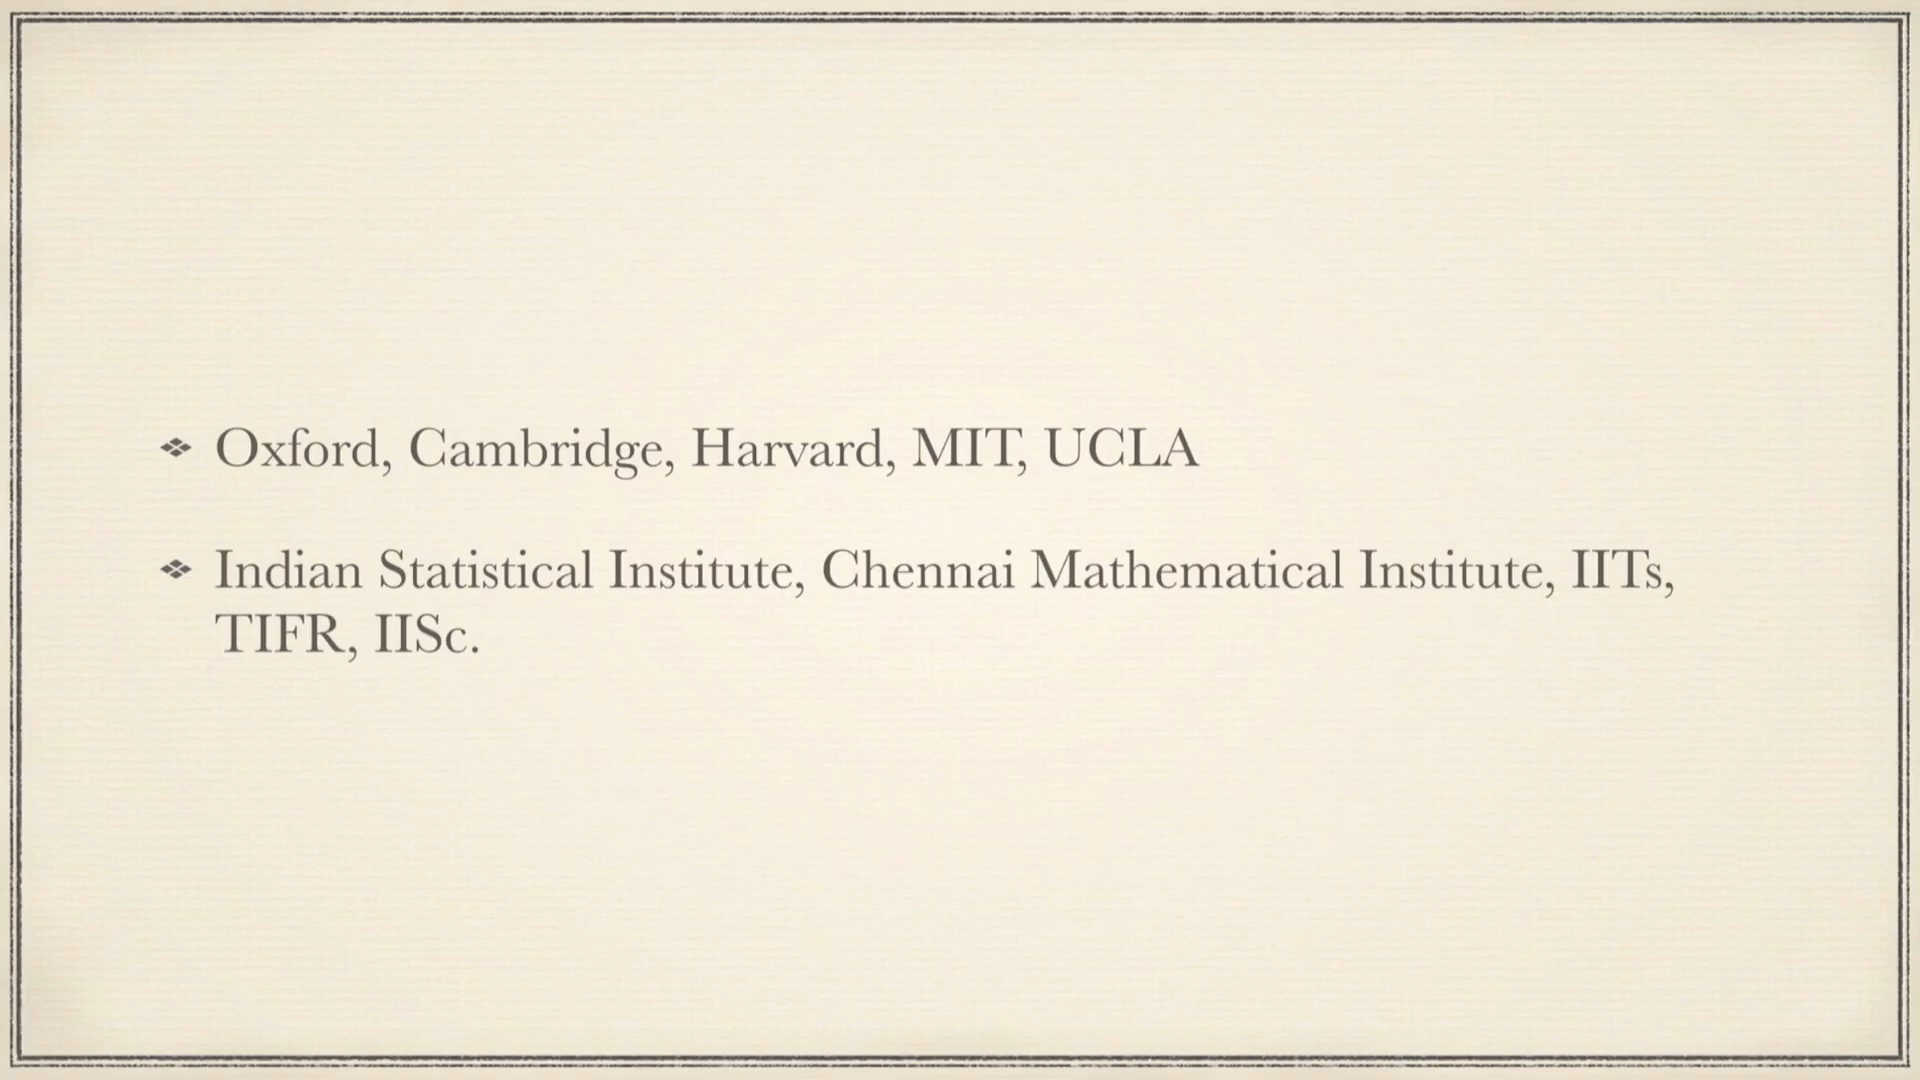 Oxford, Cambridge, Harvard, MIT, UCLA
Indian Statistical Institute, Chennai Mathematical Institute, IITs,
TIFR, IISc.